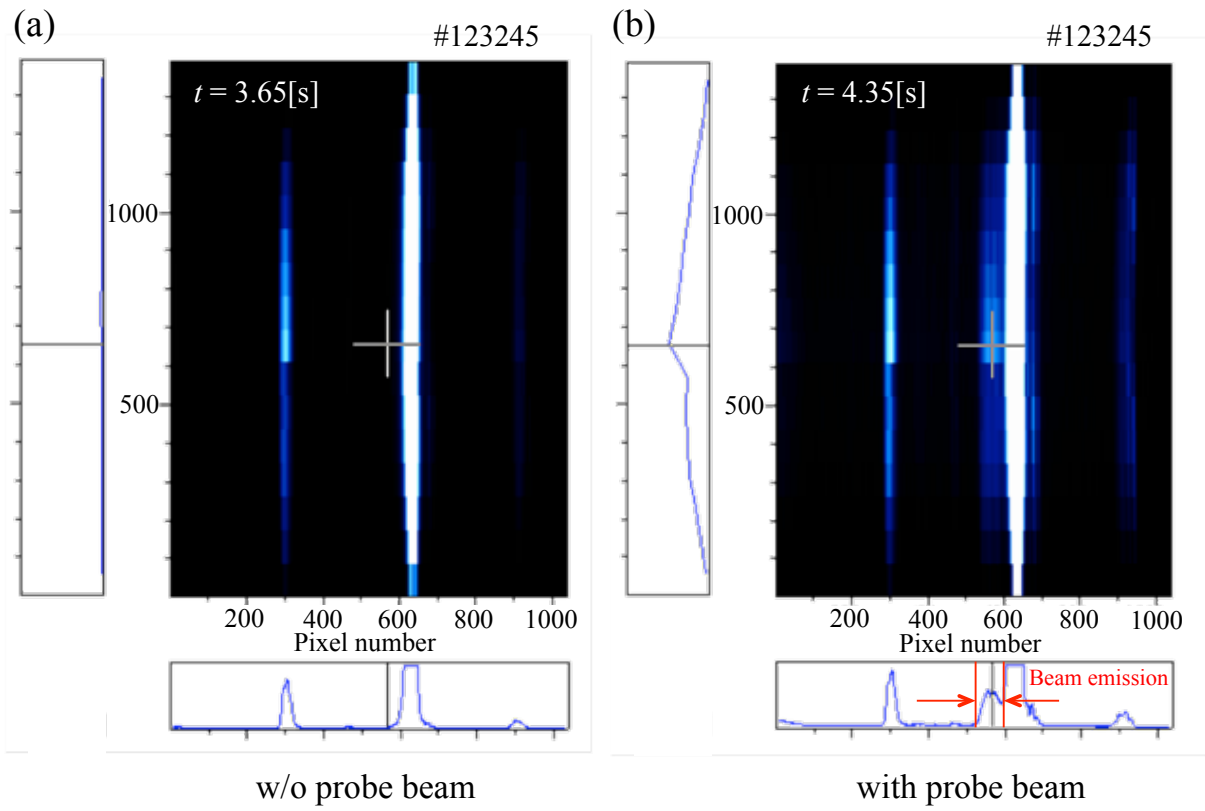 (a)
#123245
t = 3.65[s]
1000
500
200 400 600 800 1000
Pixel number
w/o probe beam
(b)
#123245
t = 4.35[s]
1000
500
200 400 600 800 1000
Pixel number
Beam emission
with probe beam